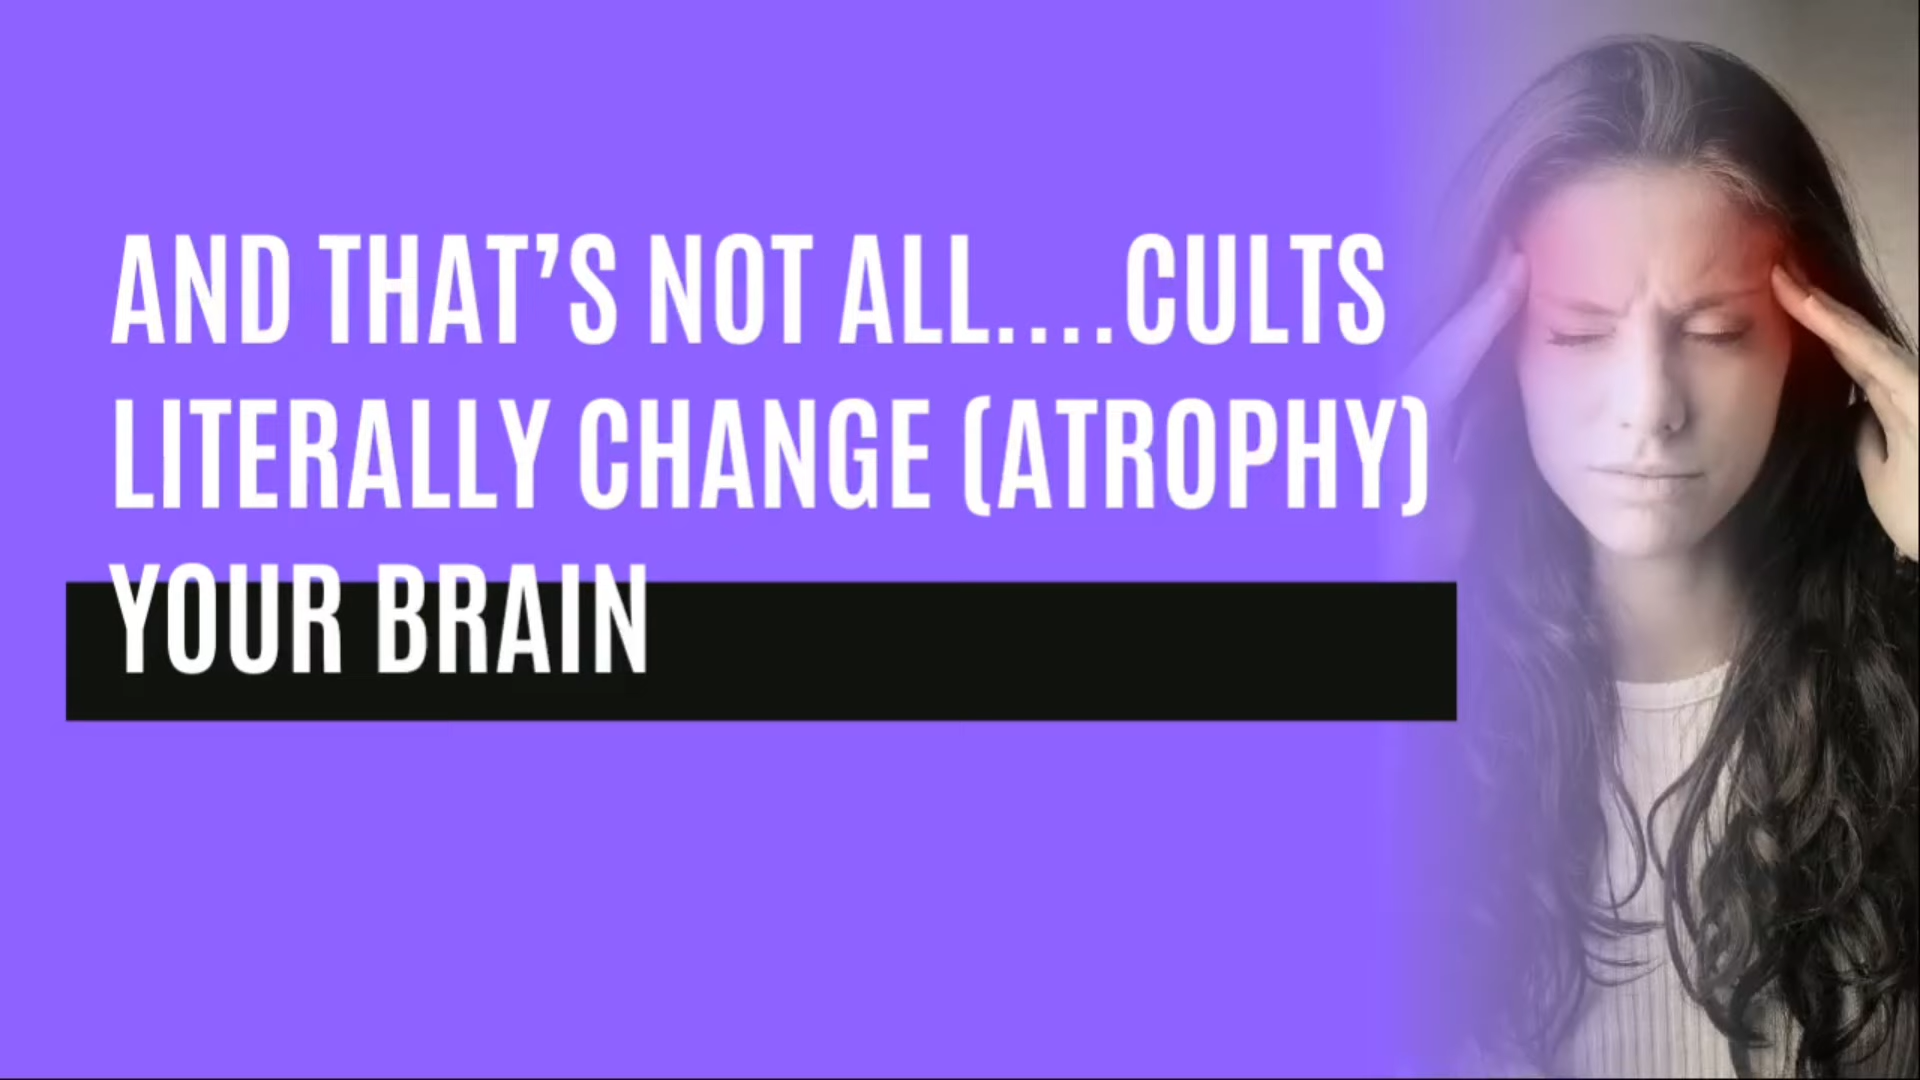 AND THAT’S NOT ALL....CULTS
LITERALLY CHANGE (ATROPHY)
YOUR BRAIN